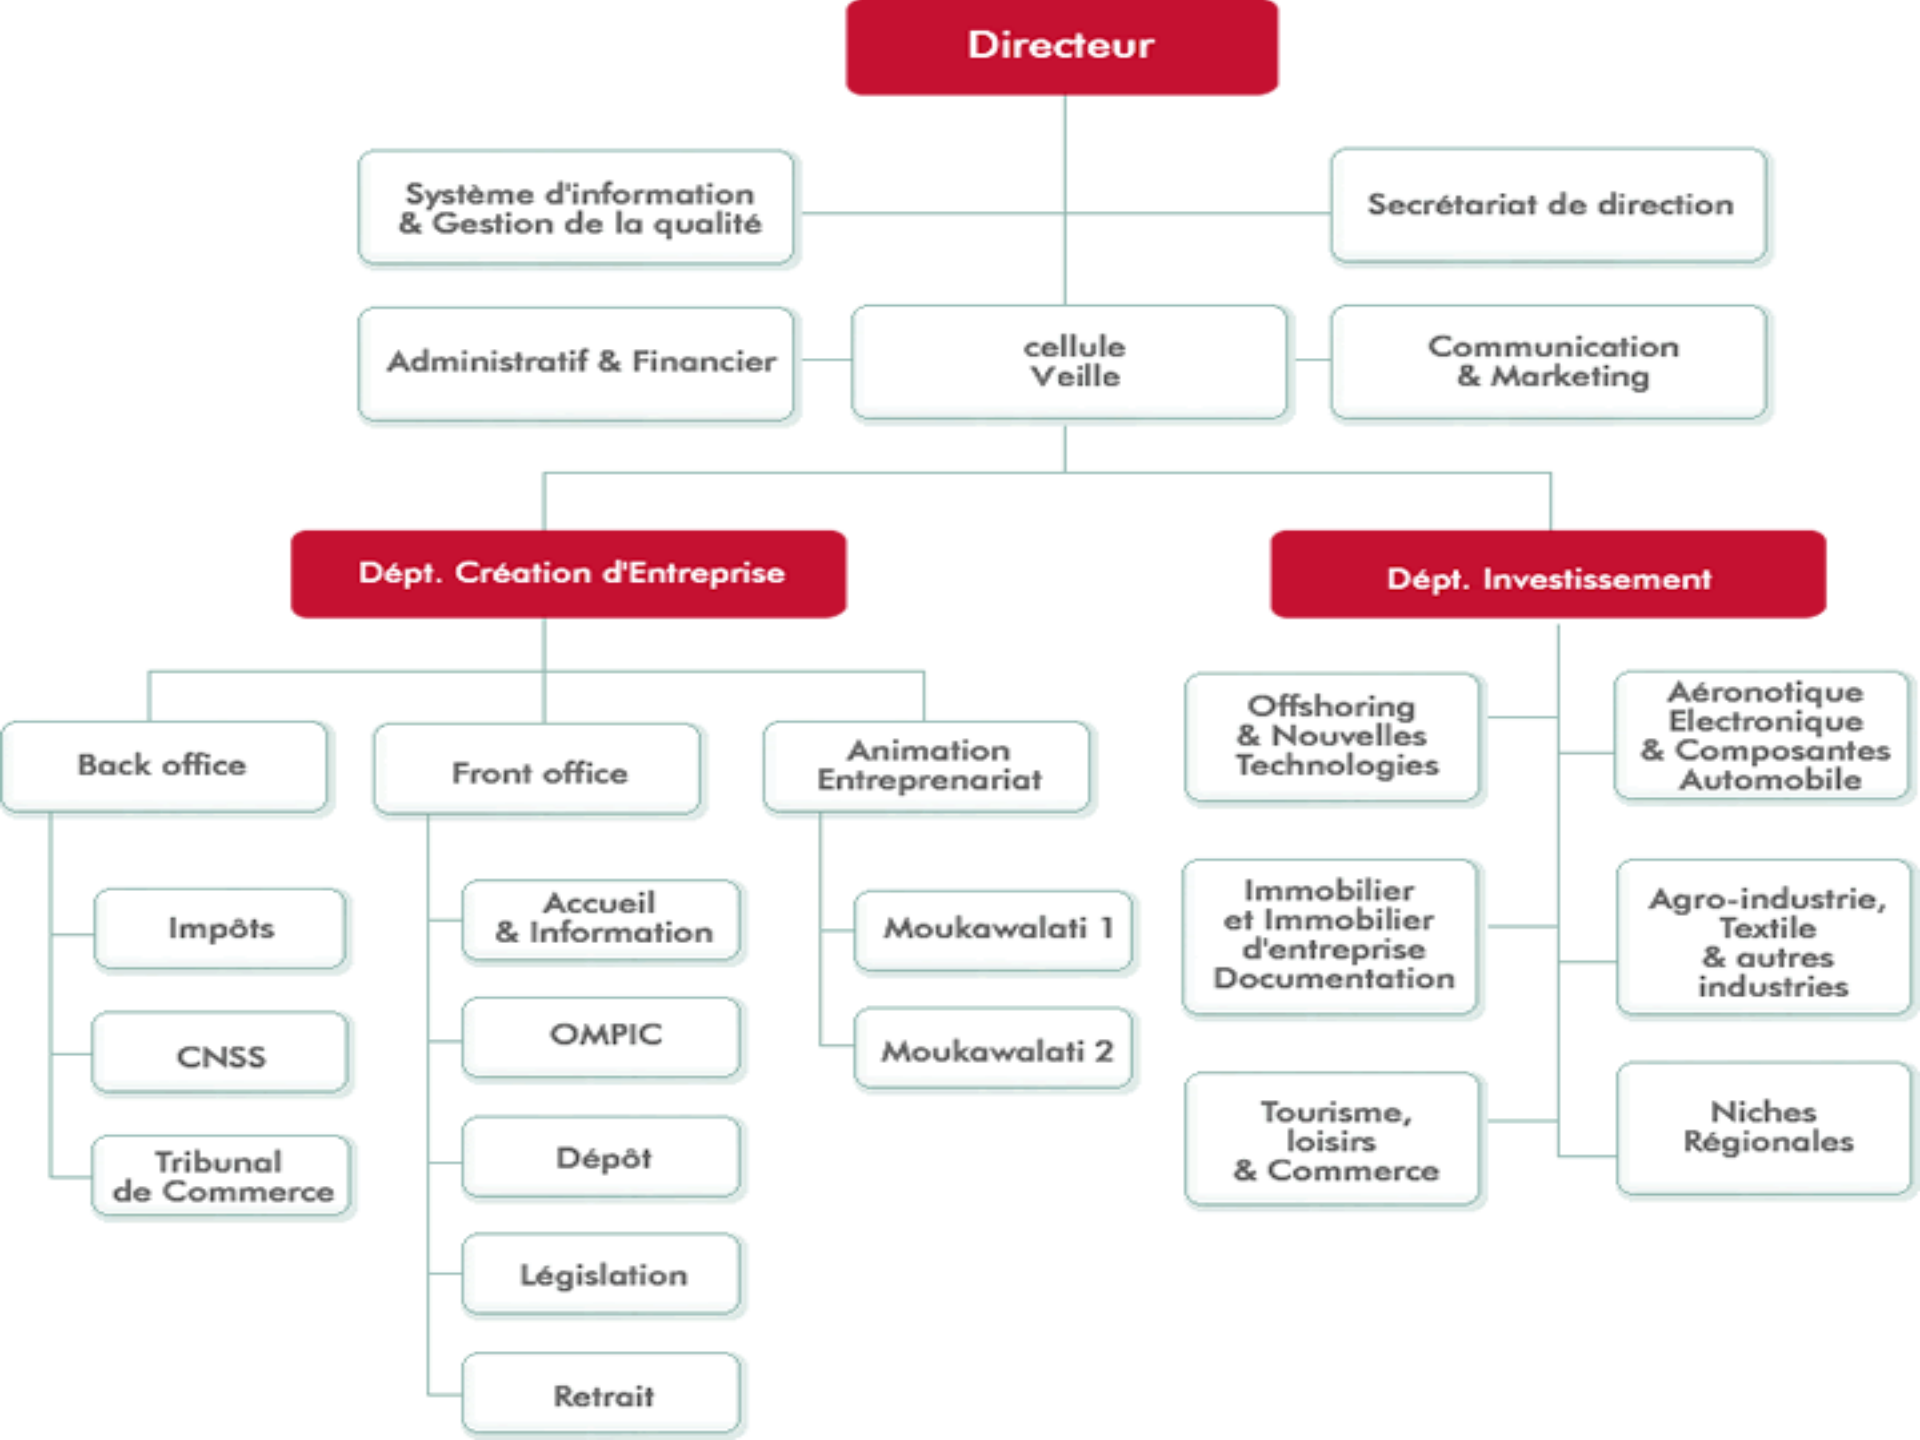 Directeur
Système d'information
& Gestion de la qualité
Secrétariat de direction
Administratif & Financier
cellule
Veille
Communication
& Marketing
Dépt. Création d'Entreprise
Dépt. Investissement
Back office
Front office
Animation
Entreprenariat
Impôts
CNSS
Tribunal
de Commerce
Accueil
& Information
OMPIC
Dépôt
Législation
Retrait
Moukawalati 1
Moukawalati 2
Offshoring
& Nouvelles
Technologies
Aéronotique
Electronique
& Composantes
Automobile
Immobilier
et Immobilier
d'entreprise
Documentation
Agro-industrie,
Textile
& autres
industries
Tourisme,
loisirs
& Commerce
Niches
Régionales